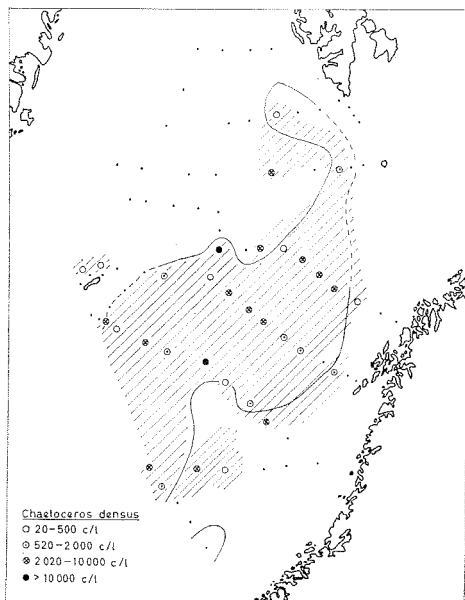 Chaetoceros densus
○ 20-500 c/l
⊙ 520-2000 c/l
⊗ 2020-10000 c/l
● >10000 c/l